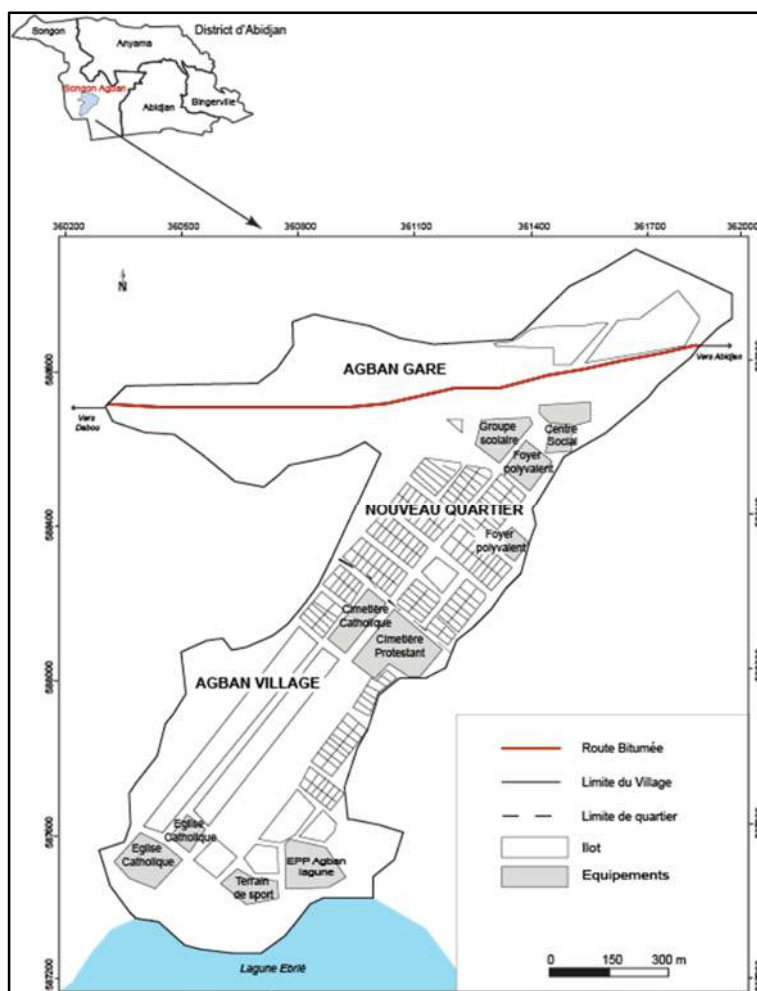 District d'Abidjan
Songon
Anyama
Songon Agban
Abidjan
Bingerville
360200
360500
360800
361100
361400
361700
362000
N
AGBAN GARE
Vers Abidjan
Vers
Dabou
Groupe
scolaire
Centre
Social
Foyer
polyvalent
588400
NOUVEAU QUARTIER
Foyer
polyvalent
Cimetière
Catholique
Cimetière
Protestant
588000
AGBAN VILLAGE
Route Bitumée
Limite du Village
Limite de quartier
Ilot
Equipements
587600
Eglise
Catholique
Eglise
Catholique
EPP Agban
lagune
Terrain
de sport
0 150 300 m
587200
Lagune Ebrié